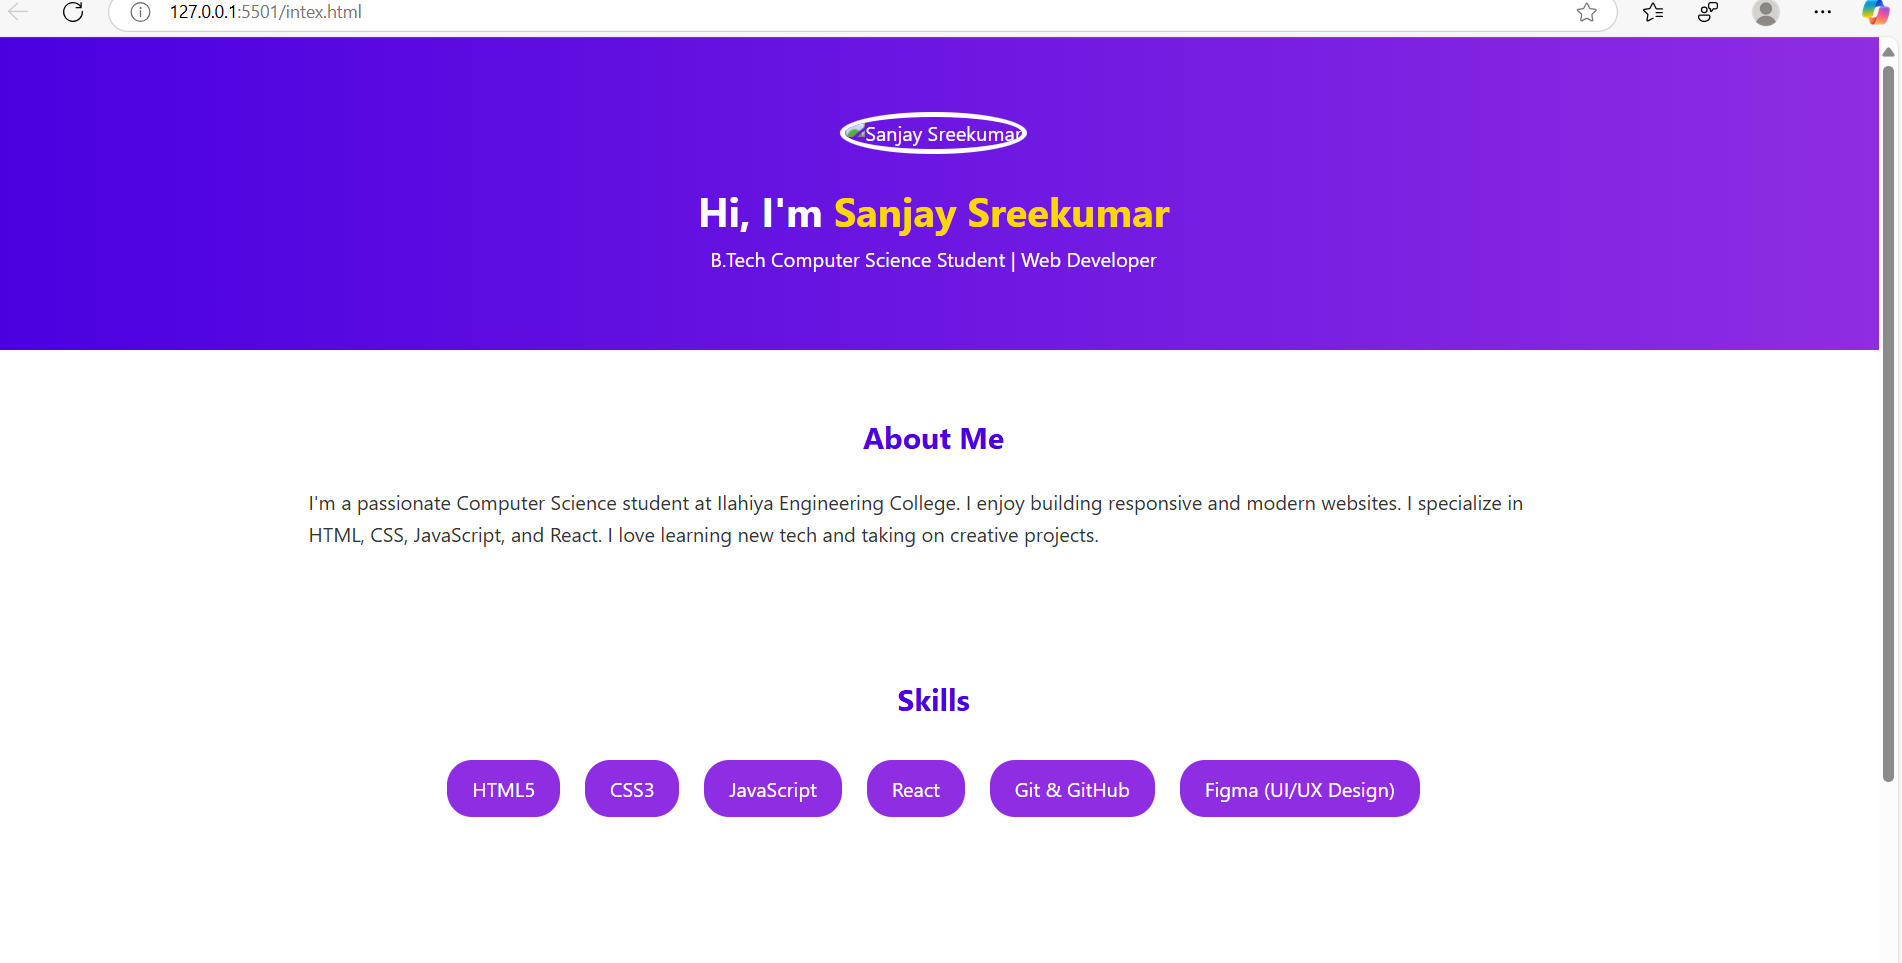 127.0.0.1:5501/intex.html
Sanjay Sreekumar
Hi, I'm Sanjay Sreekumar
B.Tech Computer Science Student | Web Developer
About Me
I'm a passionate Computer Science student at Ilahiya Engineering College. I enjoy building responsive and modern websites. I specialize in
HTML, CSS, JavaScript, and React. I love learning new tech and taking on creative projects.
Skills
HTML5 CSS3 JavaScript React Git & GitHub Figma (UI/UX Design)